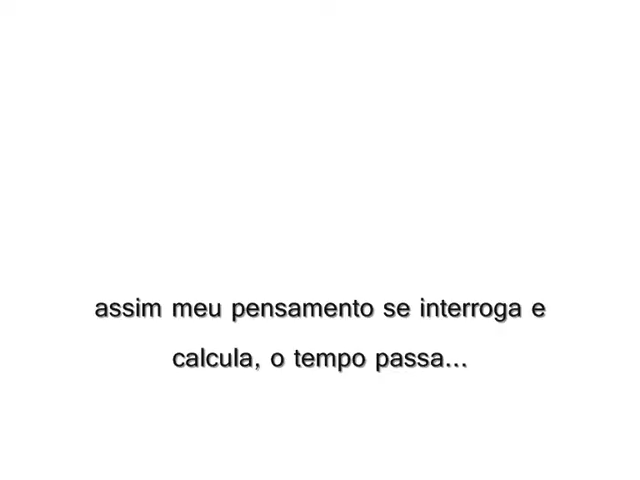 assim meu pensamento se interroga e
calcula, o tempo passa...